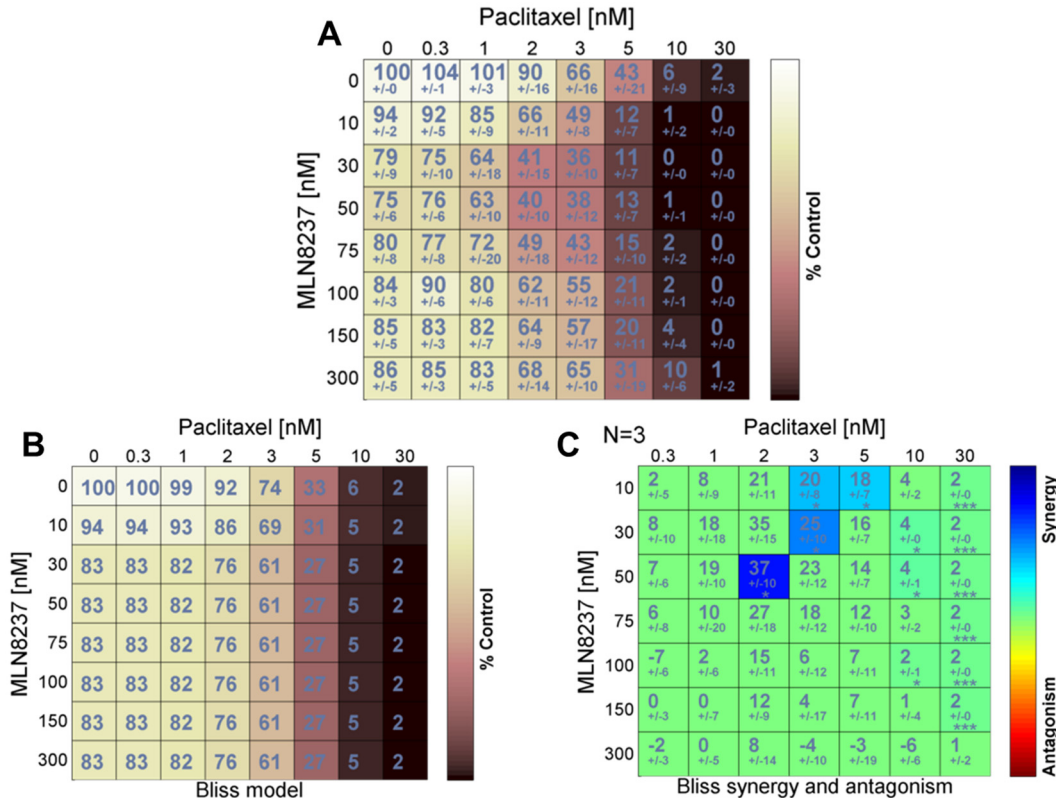 A
Paclitaxel [nM]
0 0.3 1 2 3 5 10 30
MLN8237 [nM]
0 100 104 101 90 66 43 6 2
+/-0 +/-1 +/-3 +/-16 +/-16 +/-21 +/-9 +/-3
10 94 92 85 66 49 12 1 0
+/-2 +/-5 +/-9 +/-11 +/-8 +/-7 +/-2 +/-0
30 79 75 64 41 36 11 0 0
+/-9 +/-10 +/-18 +/-15 +/-10 +/-7 +/-0 +/-0
50 75 76 63 40 38 13 1 0
+/-6 +/-6 +/-10 +/-10 +/-12 +/-7 +/-1 +/-0
75 80 77 72 49 43 15 2 0
+/-8 +/-8 +/-20 +/-18 +/-12 +/-10 +/-2 +/-0
100 84 90 80 62 55 21 2 0
+/-3 +/-6 +/-6 +/-11 +/-12 +/-11 +/-1 +/-0
150 85 83 82 64 57 20 4 0
+/-5 +/-3 +/-7 +/-9 +/-17 +/-11 +/-4 +/-0
300 86 85 83 68 65 31 10 1
+/-5 +/-3 +/-5 +/-14 +/-10 +/-19 +/-6 +/-2
% Control
B
Paclitaxel [nM]
0 0.3 1 2 3 5 10 30
MLN8237 [nM]
0 100 100 99 92 74 33 6 2
10 94 94 93 86 69 31 5 2
30 83 83 82 76 61 27 5 2
50 83 83 82 76 61 27 5 2
75 83 83 82 76 61 27 5 2
100 83 83 82 76 61 27 5 2
150 83 83 82 76 61 27 5 2
300 83 83 82 76 61 27 5 2
Bliss model
% Control
C
N=3
Paclitaxel [nM]
0.3 1 2 3 5 10 30
MLN8237 [nM]
10 2 8 21 20 18 4 2
+/-5 +/-9 +/-11 +/-8 +/-7 +/-2 +/-0
* * ***
30 8 18 35 25 16 4 2
+/-10 +/-18 +/-15 +/-10 +/-7 +/-0 +/-0
* * ***
50 7 19 37 23 14 4 2
+/-6 +/-10 +/-10 +/-12 +/-7 +/-1 +/-0
* * ***
75 6 10 27 18 12 3 2
+/-8 +/-20 +/-18 +/-12 +/-10 +/-2 +/-0
***
100 -7 2 15 6 7 2 2
+/-6 +/-6 +/-11 +/-12 +/-11 +/-1 +/-0
* ***
150 0 0 12 4 7 1 2
+/-3 +/-7 +/-9 +/-17 +/-11 +/-4 +/-0
***
300 -2 0 8 -4 -3 -6 1
+/-3 +/-5 +/-14 +/-10 +/-19 +/-6 +/-2
Bliss synergy and antagonism
Synergy
Antagonism